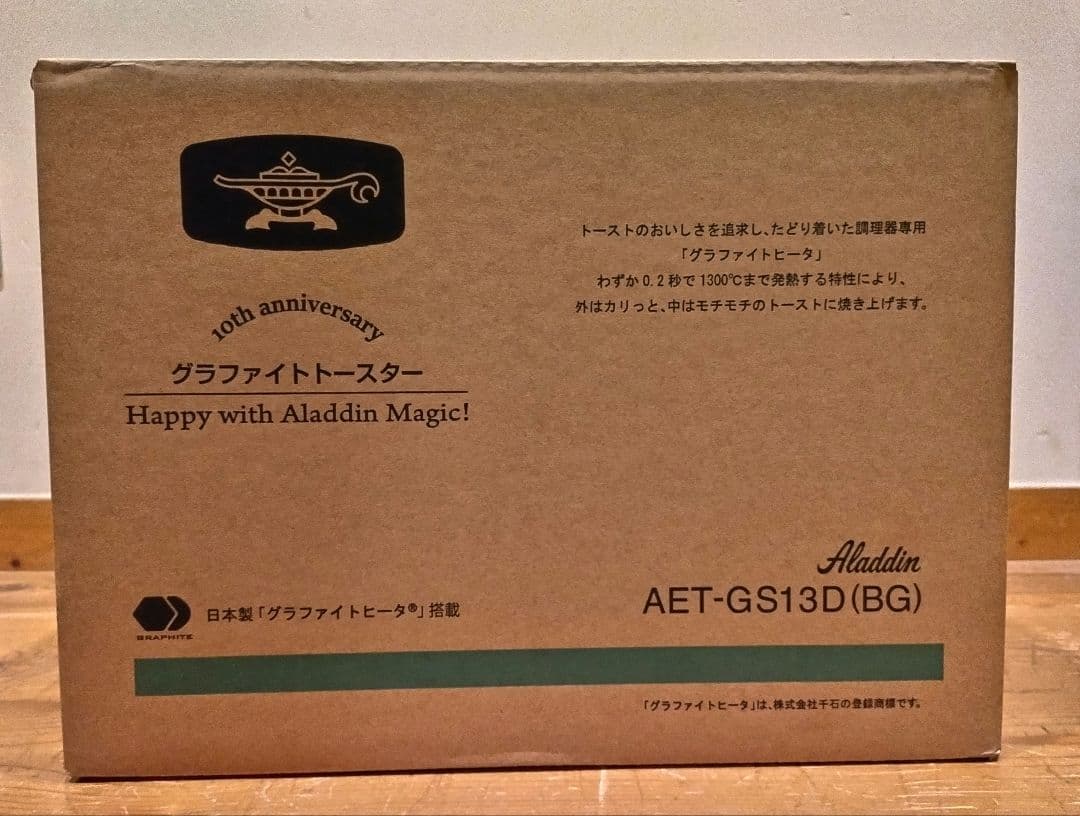 10th anniversary
グラファイトトースター
Happy with Aladdin Magic!
トーストのおいしさを追求し、たどり着いた調理器専用
「グラファイトヒータ」
わずか0.2秒で1300℃まで発熱する特性により、
外はカリっと、中はモチモチのトーストに焼き上げます。
Aladdin
AET-GS13D(BG)
GRAPHITE
日本製「グラファイトヒータ®」搭載
「グラファイトヒータ」は、株式会社千石の登録商標です。